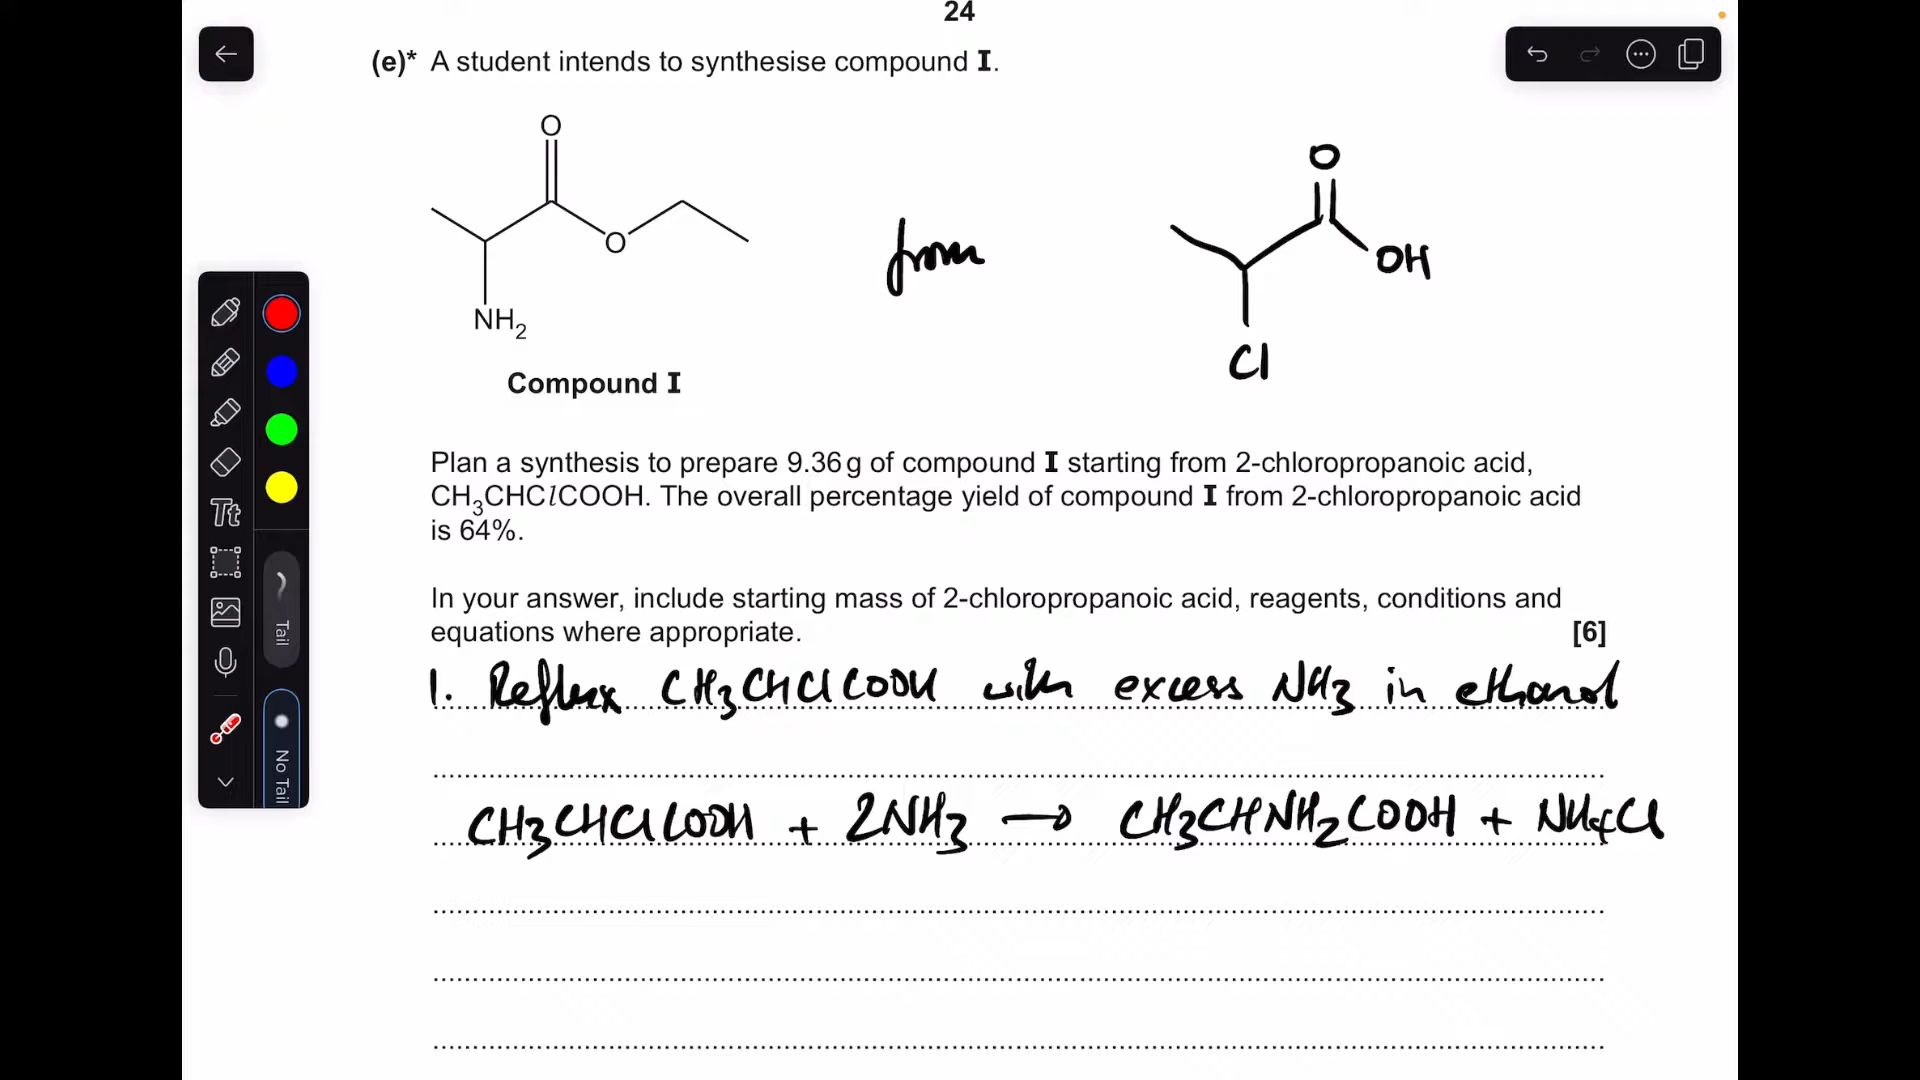 24
(e)* A student intends to synthesise compound I.
O
O
NH2
Compound I
from
O
OH
Cl
Plan a synthesis to prepare 9.36 g of compound I starting from 2-chloropropanoic acid,
CH3CHClCOOH. The overall percentage yield of compound I from 2-chloropropanoic acid
is 64%.
In your answer, include starting mass of 2-chloropropanoic acid, reagents, conditions and
equations where appropriate.
[6]
1. Reflux CH3CHClCOOH with excess NH3 in ethanol
CH3CHClCOOH + 2NH3 → CH3CHNH2COOH + NH4Cl
Tt
Tail
No Tail